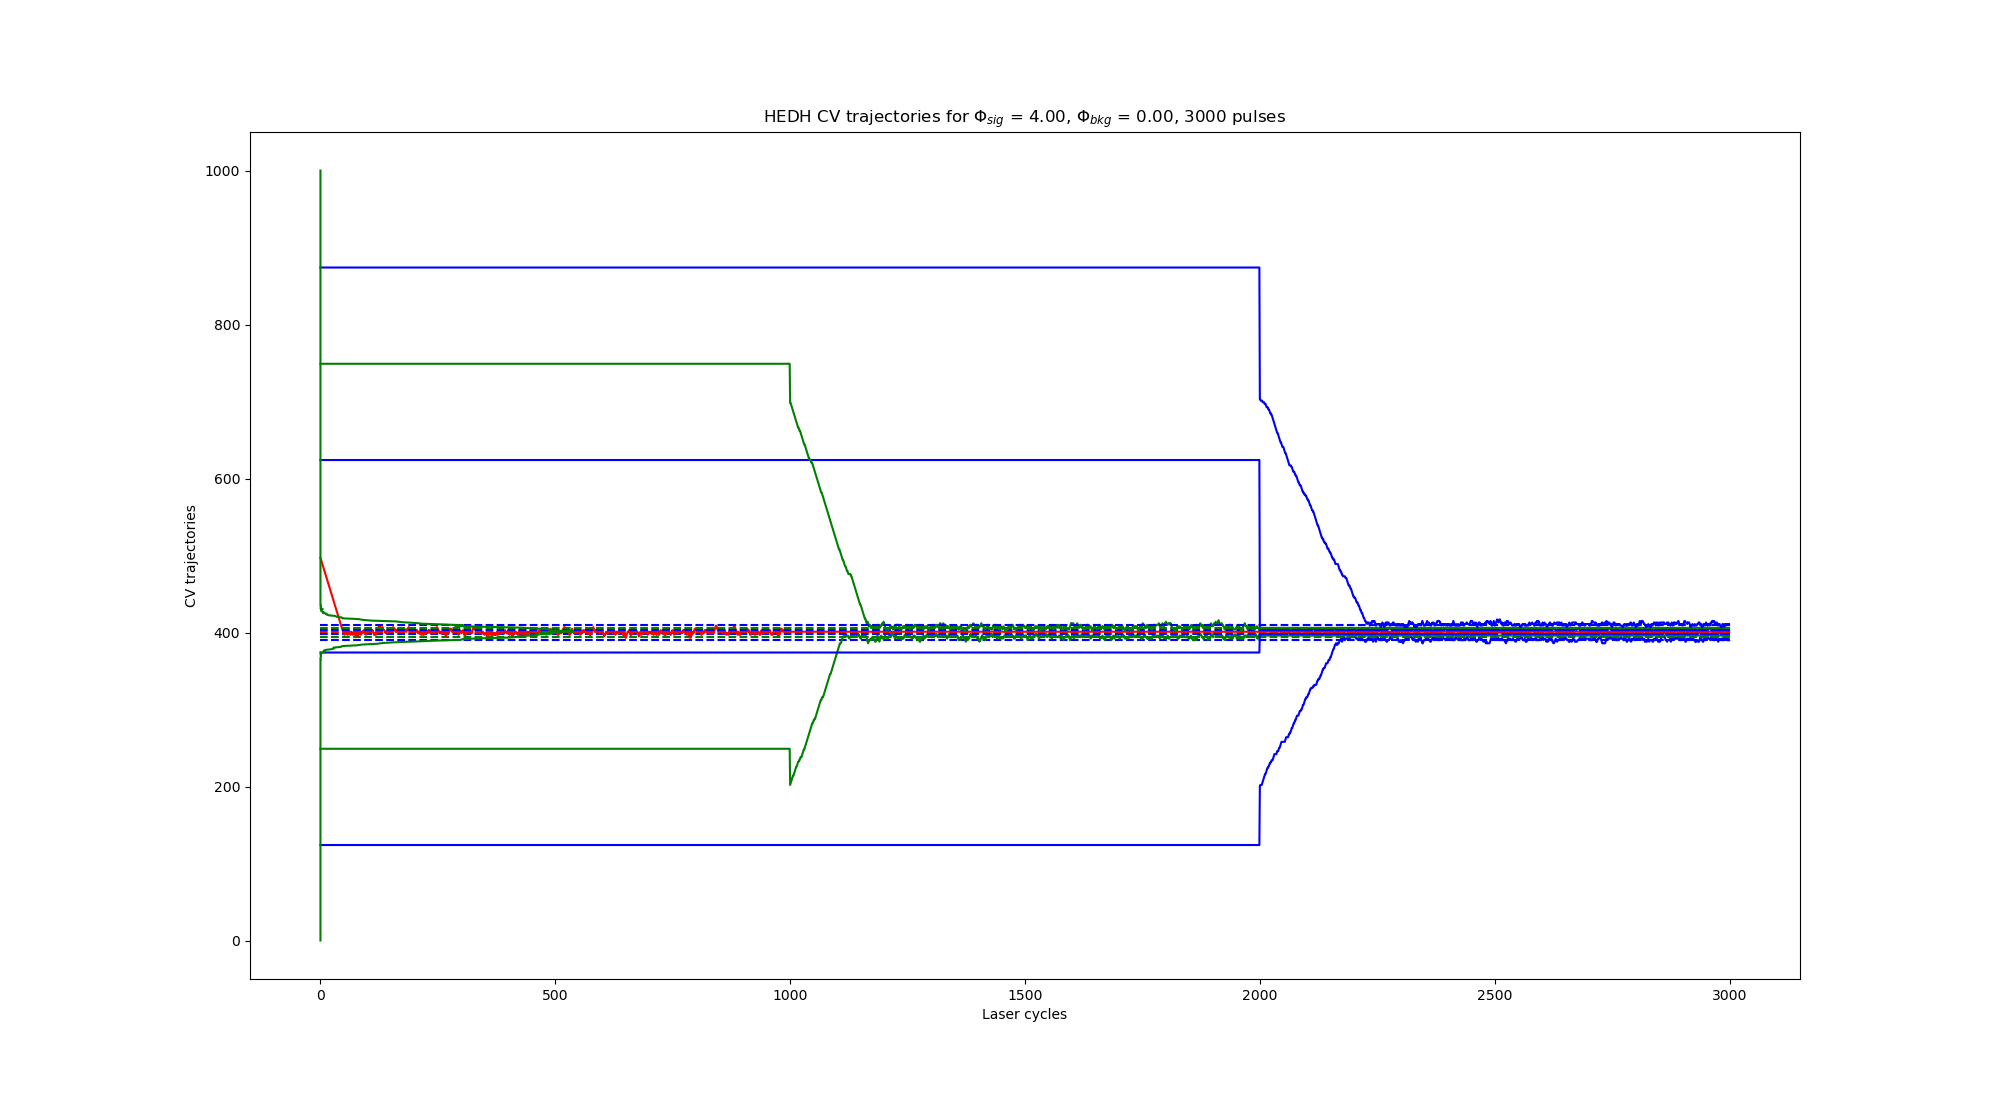 HEDH CV trajectories for Φsig = 4.00, Φbkg = 0.00, 3000 pulses
1000
800
600
400
200
0
CV trajectories
0 500 1000 1500 2000 2500 3000
Laser cycles